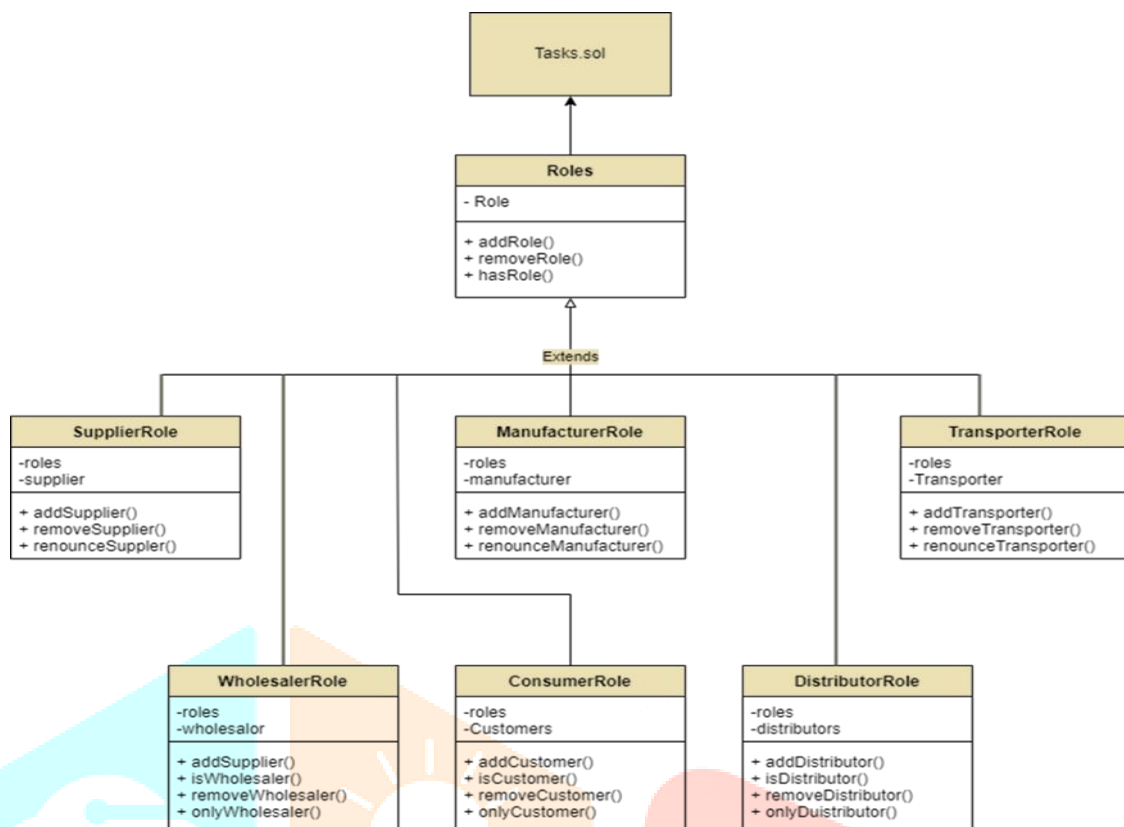 Tasks.sol
Roles
- Role
+ addRole()
+ removeRole()
+ hasRole()
Extends
SupplierRole
-roles
-supplier
+ addSupplier()
+ removeSupplier()
+ renounceSuppler()
ManufacturerRole
-roles
-manufacturer
+ addManufacturer()
+ removeManufacturer()
+ renounceManufacturer()
TransporterRole
-roles
-Transporter
+ addTransporter()
+ removeTransporter()
+ renounceTransporter()
WholesalerRole
-roles
-wholesalor
+ addSupplier()
+ isWholesaler()
+ removeWholesaler()
+ onlyWholesaler()
ConsumerRole
-roles
-Customers
+ addCustomer()
+ isCustomer()
+ removeCustomer()
+ onlyCustomer()
DistributorRole
-roles
-distributors
+ addDistributor()
+ isDistributor()
+ removeDistributor()
+ onlyDuistributor()